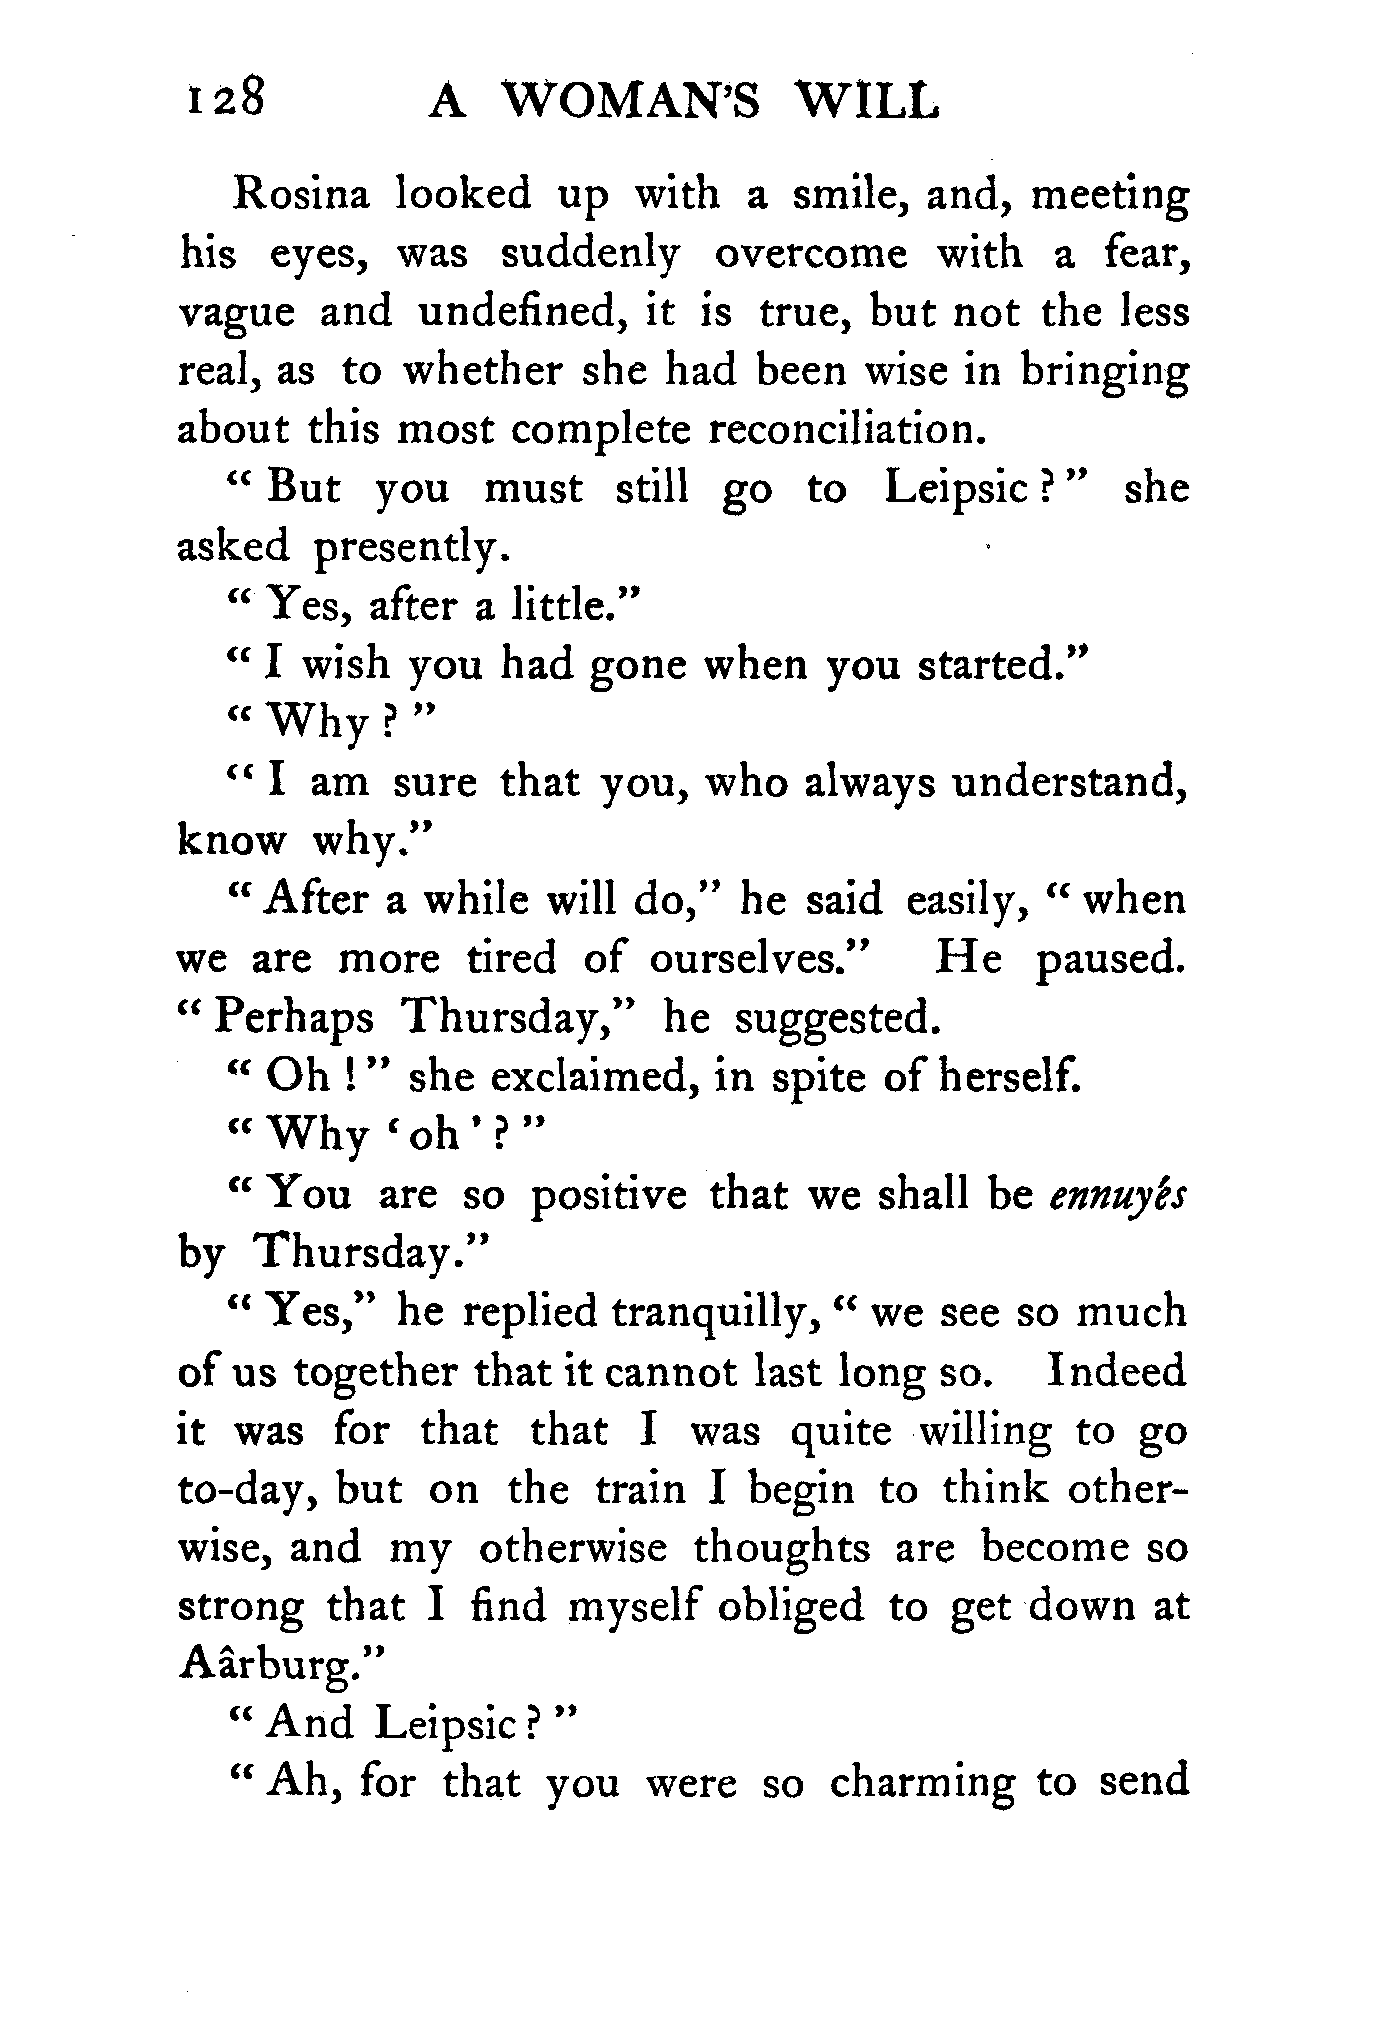 128 A WOMAN'S WILL
Rosina looked up with a smile, and, meeting
his eyes, was suddenly overcome with a fear,
vague and undefined, it is true, but not the less
real, as to whether she had been wise in bringing
about this most complete reconciliation.
“ But you must still go to Leipsic ? ” she
asked presently.
“ Yes, after a little.”
“ I wish you had gone when you started.”
“ Why ? ”
“ I am sure that you, who always understand,
know why.”
“ After a while will do,” he said easily, “ when
we are more tired of ourselves.” He paused.
“ Perhaps Thursday,” he suggested.
“ Oh ! ” she exclaimed, in spite of herself.
“ Why ‘ oh ’ ? ”
“ You are so positive that we shall be ennuyés
by Thursday.”
“ Yes,” he replied tranquilly, “ we see so much
of us together that it cannot last long so. Indeed
it was for that that I was quite willing to go
to-day, but on the train I begin to think other-
wise, and my otherwise thoughts are become so
strong that I find myself obliged to get down at
Aârburg.”
“ And Leipsic ? ”
“ Ah, for that you were so charming to send